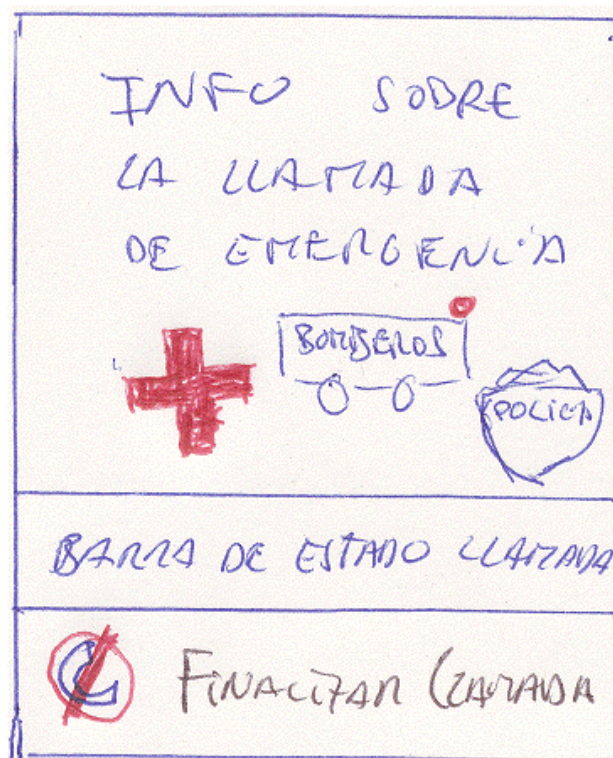 INFO SOBRE
LA LLAMADA
DE EMERGENCIA
BOMBEROS
POLICIA
BARRA DE ESTADO LLAMADA
FINALIZAR LLAMADA